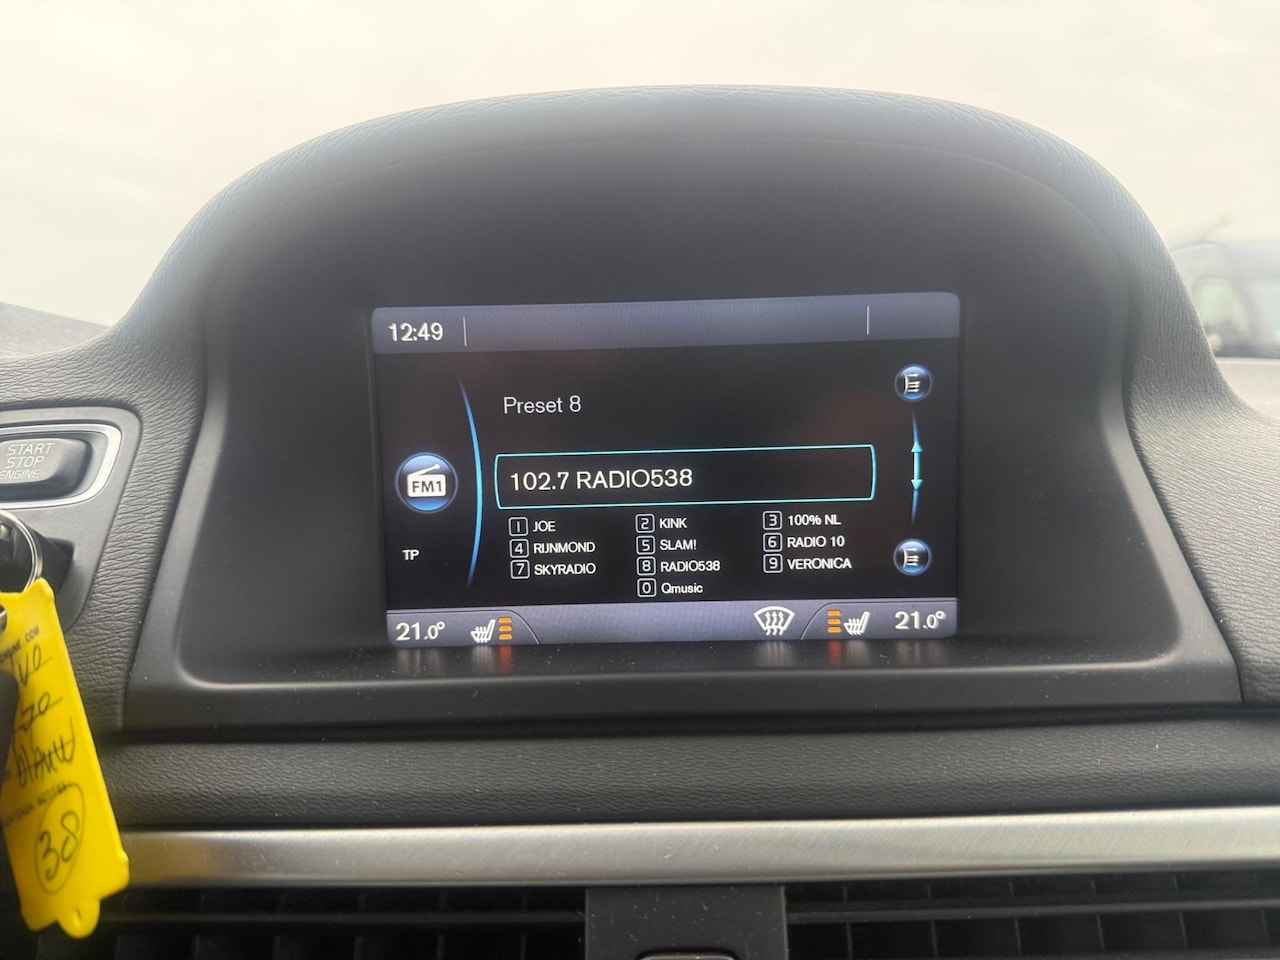 12:49
Preset 8
102.7 RADIO538
FM1
TP
1 JOE
2 KINK
3 100% NL
4 RIJNMOND
5 SLAM!
6 RADIO 10
7 SKYRADIO
8 RADIO538
9 VERONICA
0 Qmusic
21.0°
21.0°
START
STOP
ENGINE
38